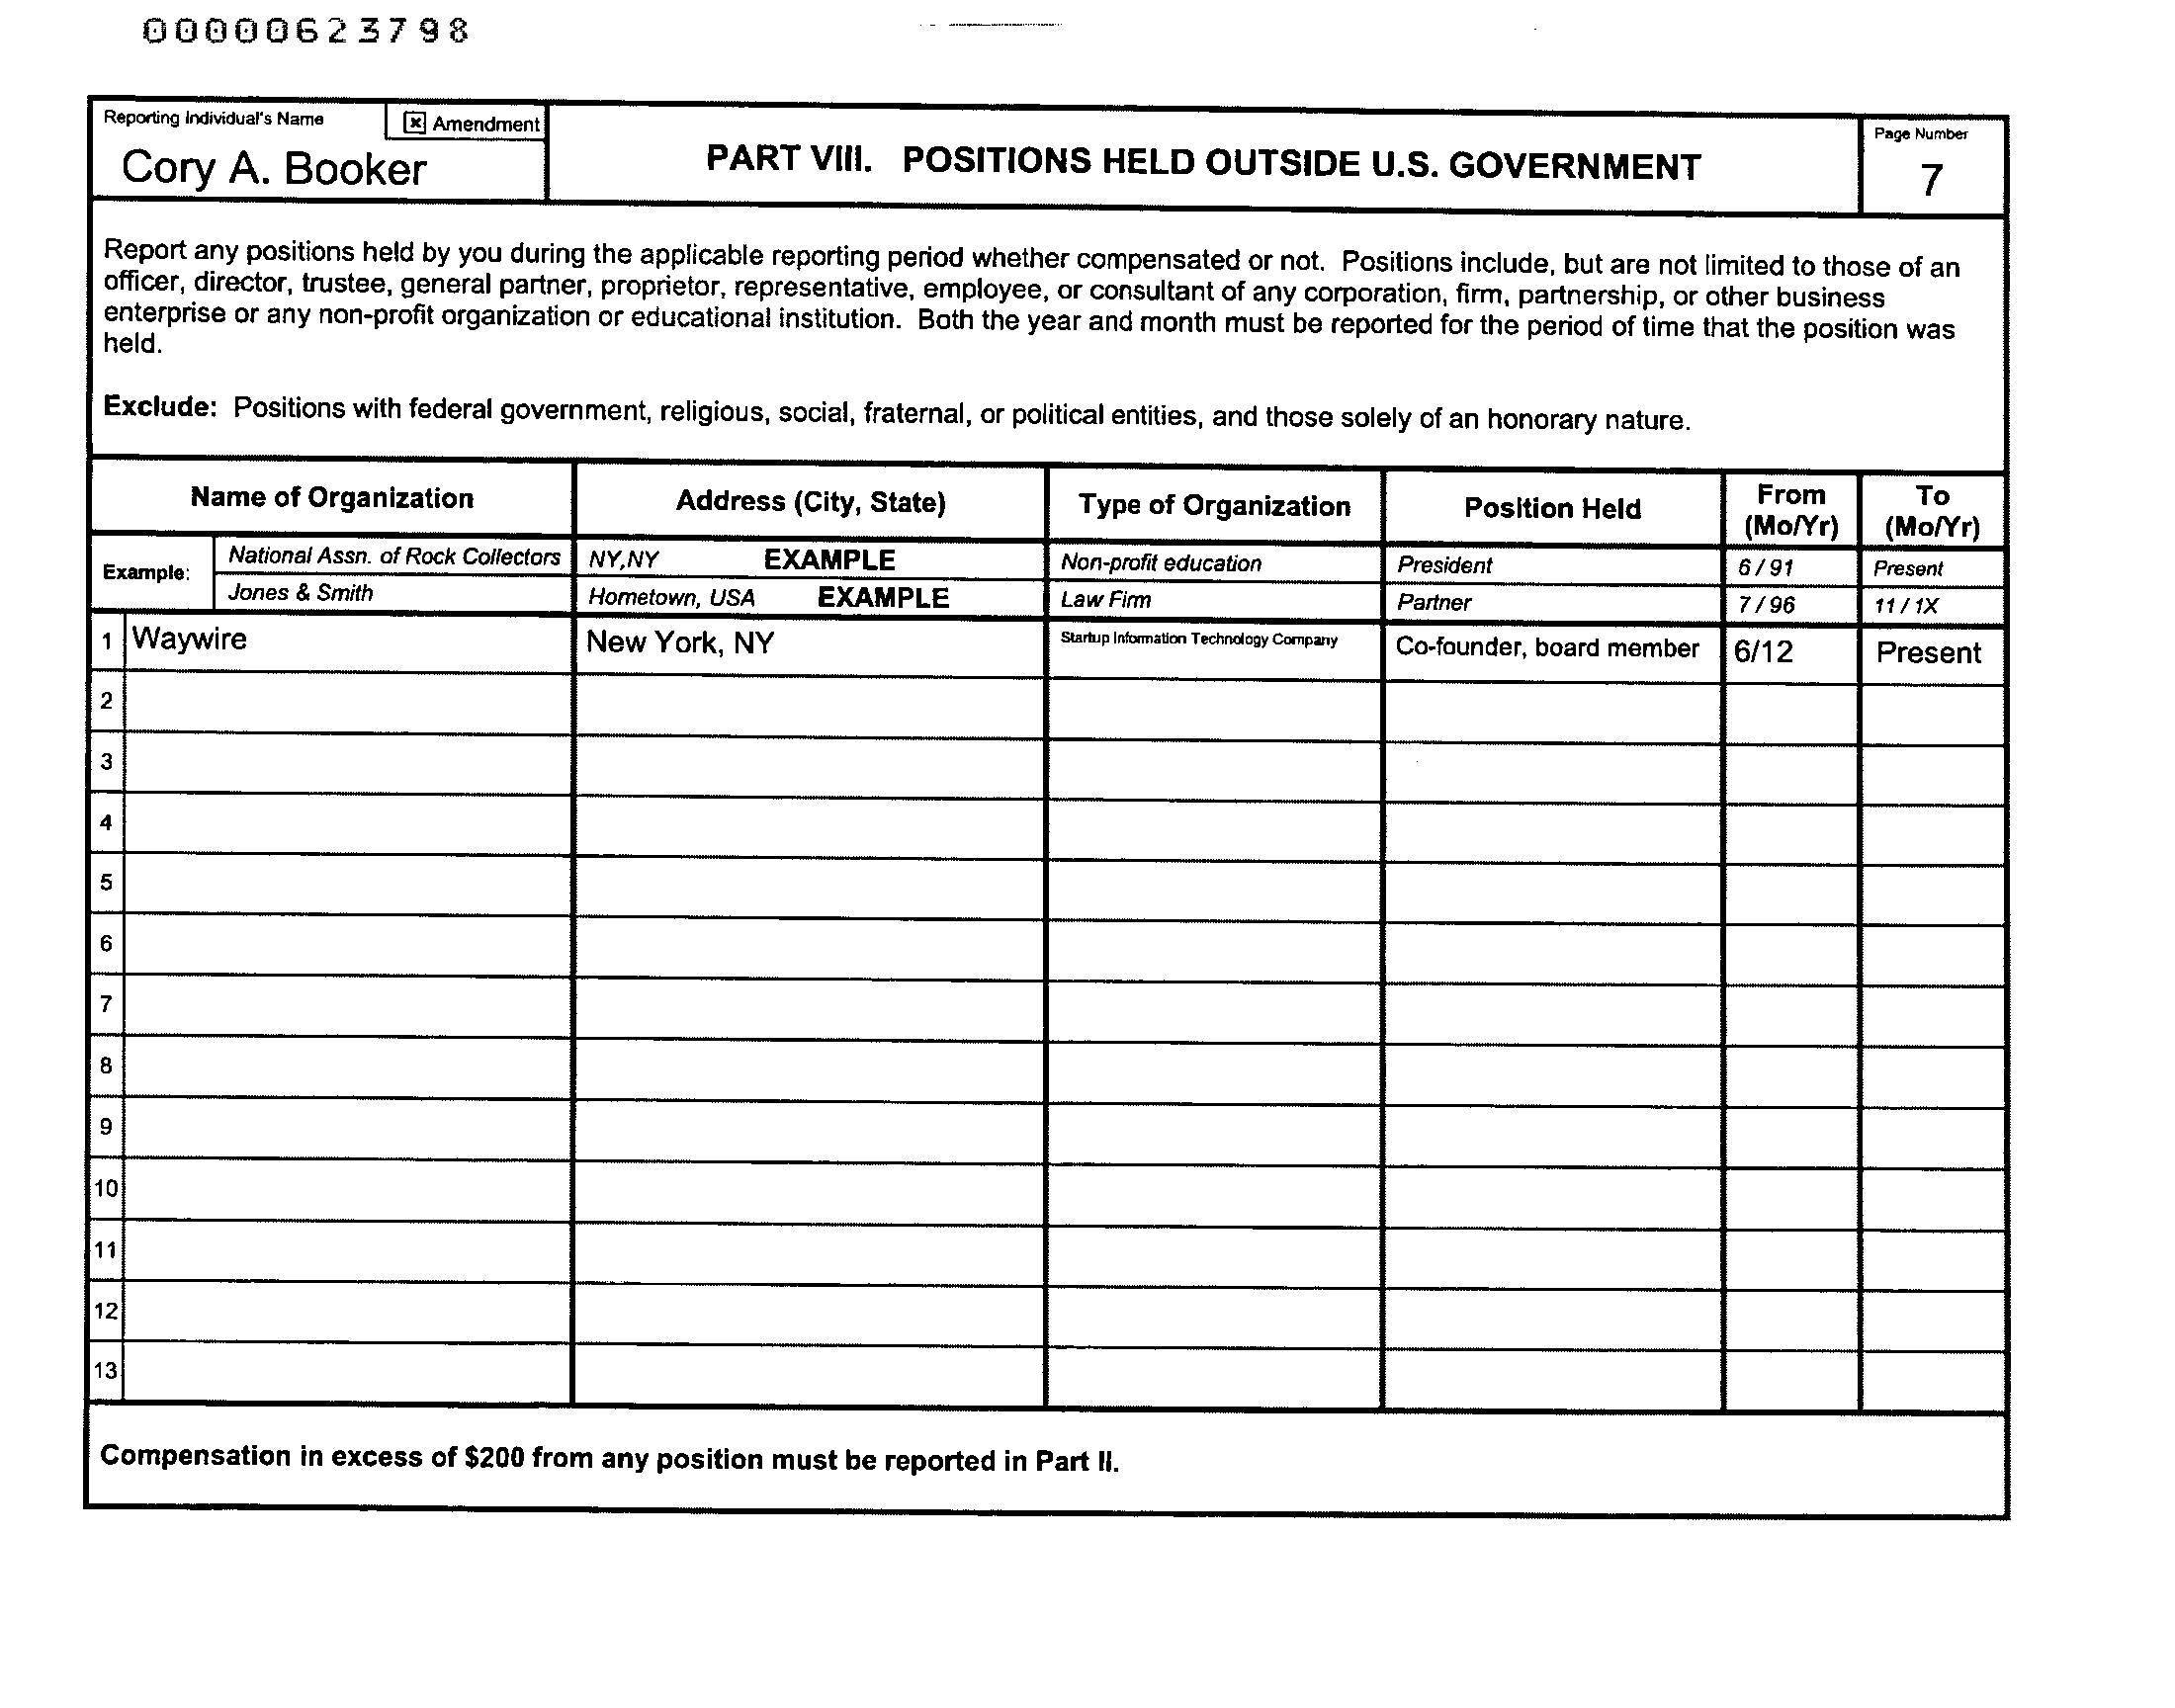 00000623798
Reporting Individual's Name
☒ Amendment
Cory A. Booker
PART VIII. POSITIONS HELD OUTSIDE U.S. GOVERNMENT
Page Number
7
Report any positions held by you during the applicable reporting period whether compensated or not. Positions include, but are not limited to those of an
officer, director, trustee, general partner, proprietor, representative, employee, or consultant of any corporation, firm, partnership, or other business
enterprise or any non-profit organization or educational institution. Both the year and month must be reported for the period of time that the position was
held.
Exclude: Positions with federal government, religious, social, fraternal, or political entities, and those solely of an honorary nature.
Name of Organization Address (City, State) Type of Organization Position Held From (Mo/Yr) To (Mo/Yr)
Example:
National Assn. of Rock Collectors NY,NY EXAMPLE Non-profit education President 6 / 91 Present
Jones & Smith Hometown, USA EXAMPLE Law Firm Partner 7 / 96 11 / 1X
1 Waywire New York, NY Startup Information Technology Company Co-founder, board member 6/12 Present
2
3
4
5
6
7
8
9
10
11
12
13
Compensation in excess of $200 from any position must be reported in Part II.